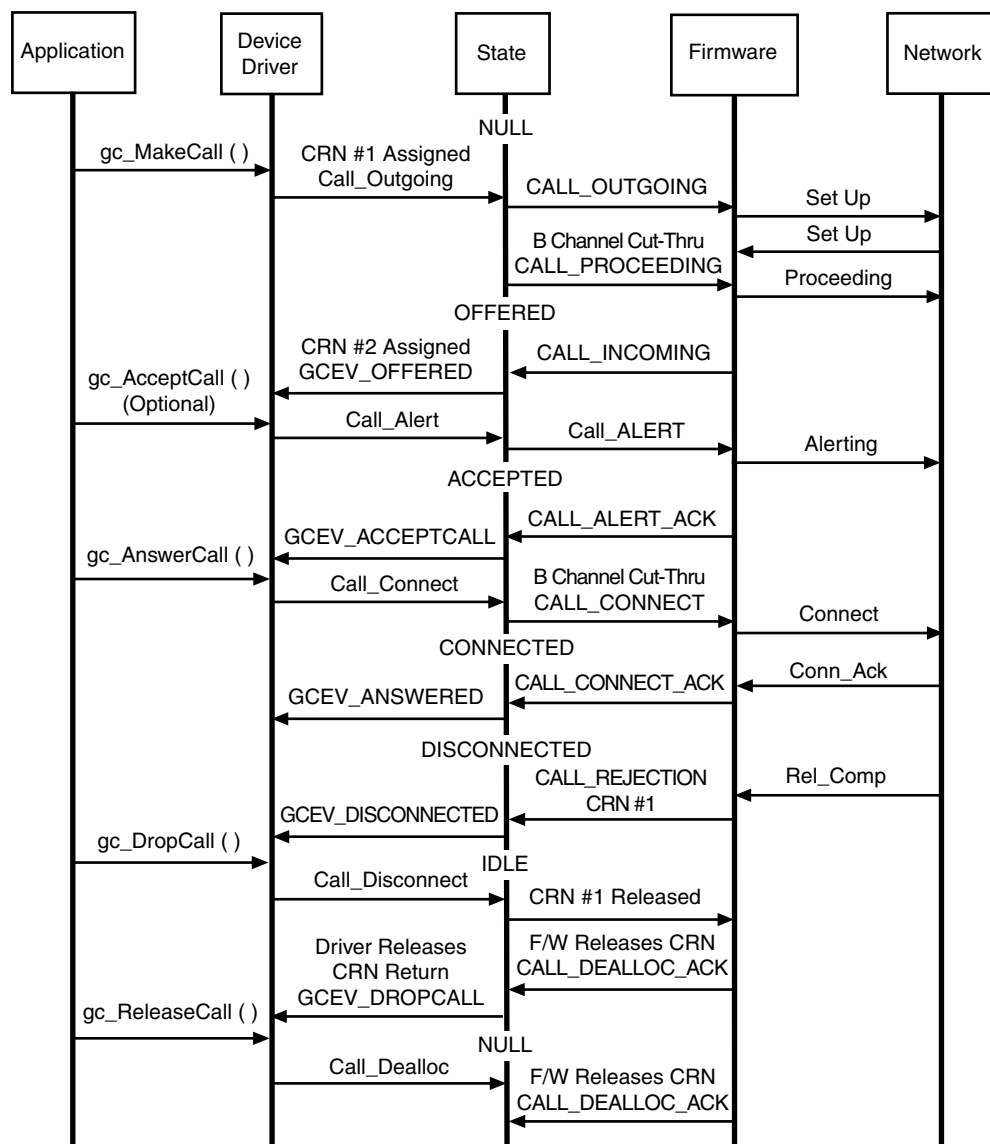 Application
Device
Driver
State
Firmware
Network
NULL
gc_MakeCall ( )
CRN #1 Assigned
Call_Outgoing
CALL_OUTGOING
Set Up
Set Up
B Channel Cut-Thru
CALL_PROCEEDING
Proceeding
OFFERED
CRN #2 Assigned
GCEV_OFFERED
CALL_INCOMING
gc_AcceptCall ( )
(Optional)
Call_Alert
Call_ALERT
Alerting
ACCEPTED
CALL_ALERT_ACK
GCEV_ACCEPTCALL
gc_AnswerCall ( )
Call_Connect
B Channel Cut-Thru
CALL_CONNECT
Connect
CONNECTED
Conn_Ack
CALL_CONNECT_ACK
GCEV_ANSWERED
DISCONNECTED
CALL_REJECTION
CRN #1
Rel_Comp
GCEV_DISCONNECTED
gc_DropCall ( )
IDLE
Call_Disconnect
CRN #1 Released
Driver Releases
CRN Return
GCEV_DROPCALL
F/W Releases CRN
CALL_DEALLOC_ACK
gc_ReleaseCall ( )
NULL
Call_Dealloc
F/W Releases CRN
CALL_DEALLOC_ACK